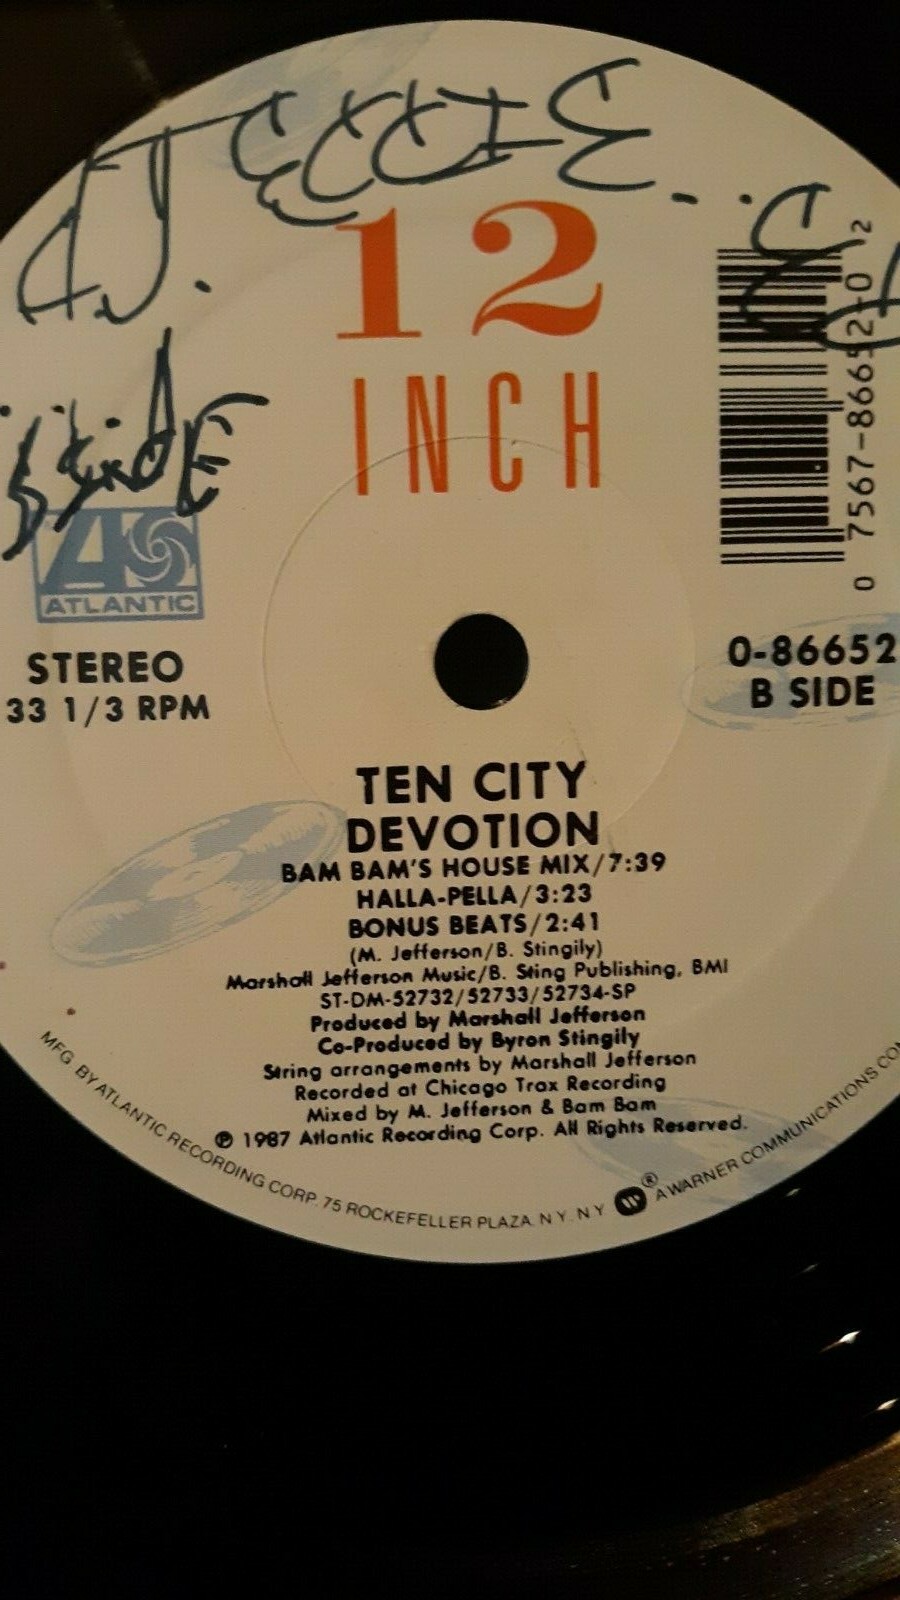 DJ.
SidE
12
INCH
0 7567-86652-0 2
ATLANTIC
STEREO
33 1/3 RPM
0-86652
B SIDE
TEN CITY
DEVOTION
BAM BAM'S HOUSE MIX/7:39
HALLA-PELLA/3:23
BONUS BEATS/2:41
(M. Jefferson/B. Stingily)
Marshall Jefferson Music/B. Sting Publishing, BMI
ST-DM-52732/52733/52734-SP
Produced by Marshall Jefferson
Co-Produced by Byron Stingily
String arrangements by Marshall Jefferson
Recorded at Chicago Trax Recording
Mixed by M. Jefferson & Bam Bam
℗ 1987 Atlantic Recording Corp. All Rights Reserved.
MFG BY ATLANTIC RECORDING CORP. 75 ROCKEFELLER PLAZA. N.Y. N Y ® A WARNER COMMUNICATIONS CO